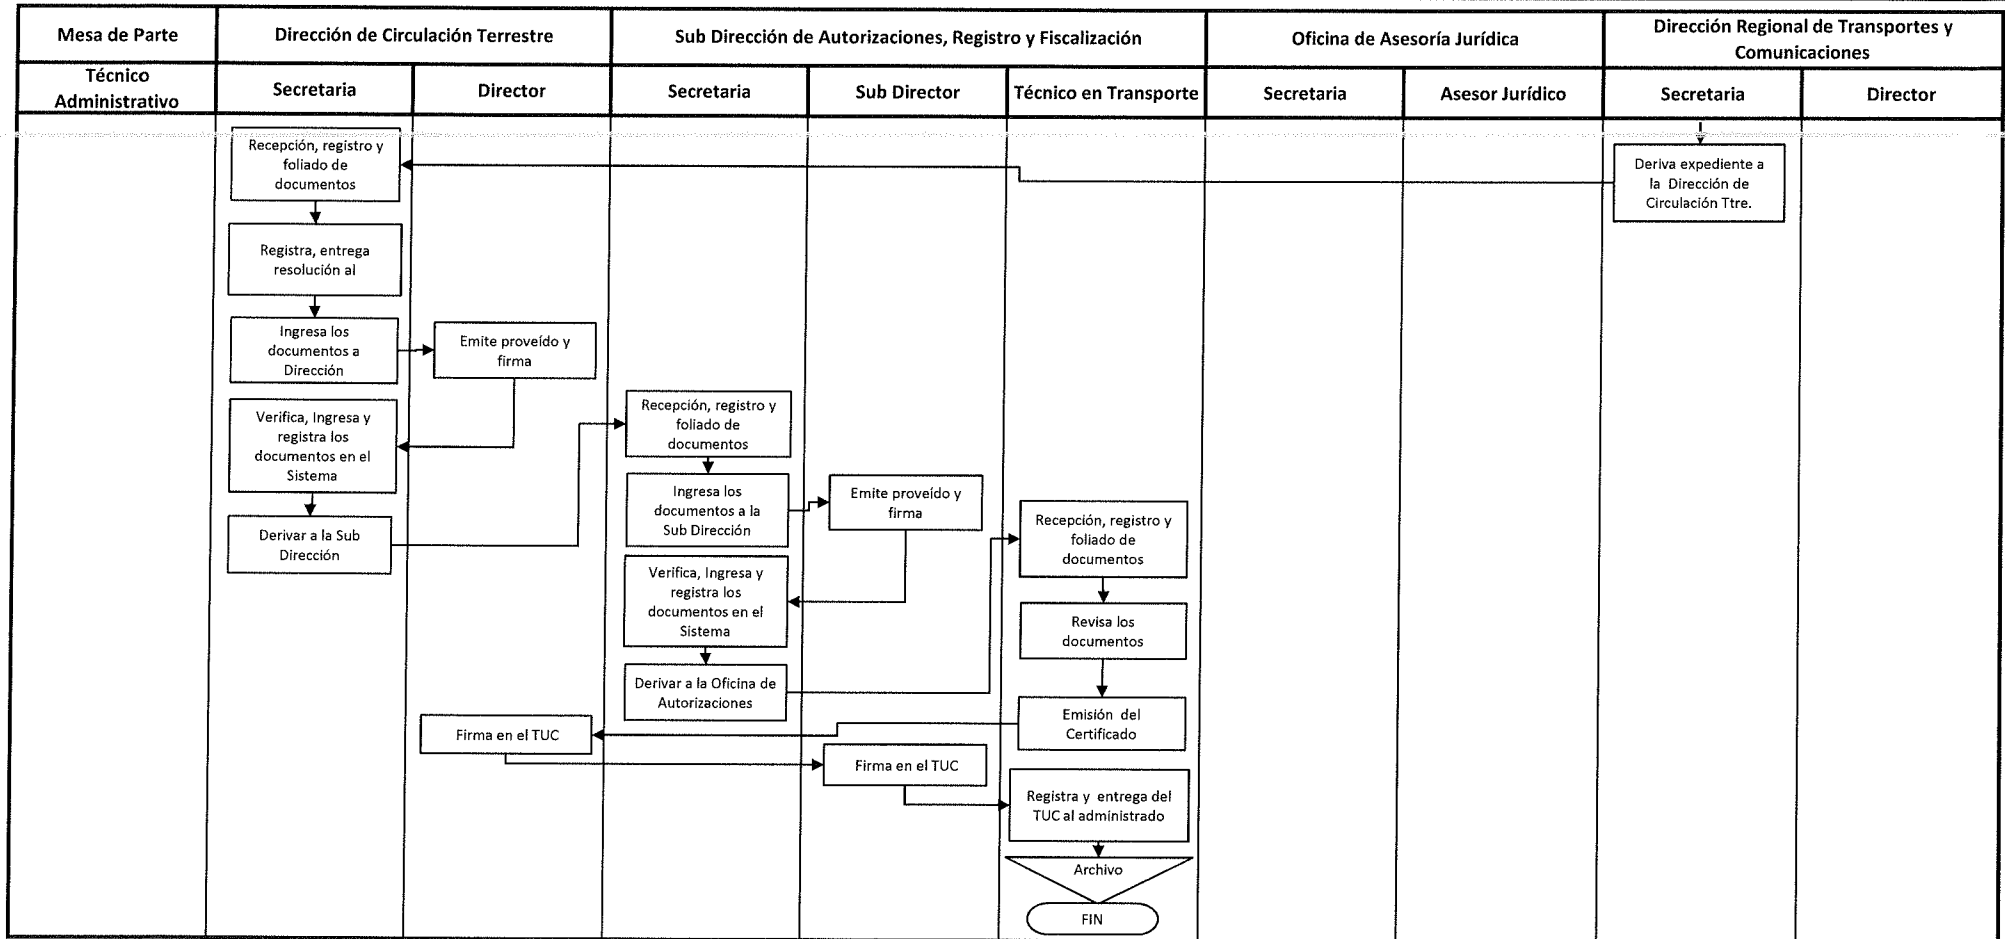 Mesa de Parte
Dirección de Circulación Terrestre
Sub Dirección de Autorizaciones, Registro y Fiscalización
Oficina de Asesoría Jurídica
Dirección Regional de Transportes y
Comunicaciones
Técnico
Administrativo
Secretaria
Director
Secretaria
Sub Director
Técnico en Transporte
Secretaria
Asesor Jurídico
Secretaria
Director
Recepción, registro y
foliado de
documentos
Deriva expediente a
la Dirección de
Circulación Ttre.
Registra, entrega
resolución al
Ingresa los
documentos a
Dirección
Emite proveído y
firma
Verifica, Ingresa y
registra los
documentos en el
Sistema
Derivar a la Sub
Dirección
Recepción, registro y
foliado de
documentos
Ingresa los
documentos a la
Sub Dirección
Emite proveído y
firma
Verifica, Ingresa y
registra los
documentos en el
Sistema
Derivar a la Oficina de
Autorizaciones
Recepción, registro y
foliado de
documentos
Revisa los
documentos
Emisión del
Certificado
Firma en el TUC
Firma en el TUC
Registra y entrega del
TUC al administrado
Archivo
FIN